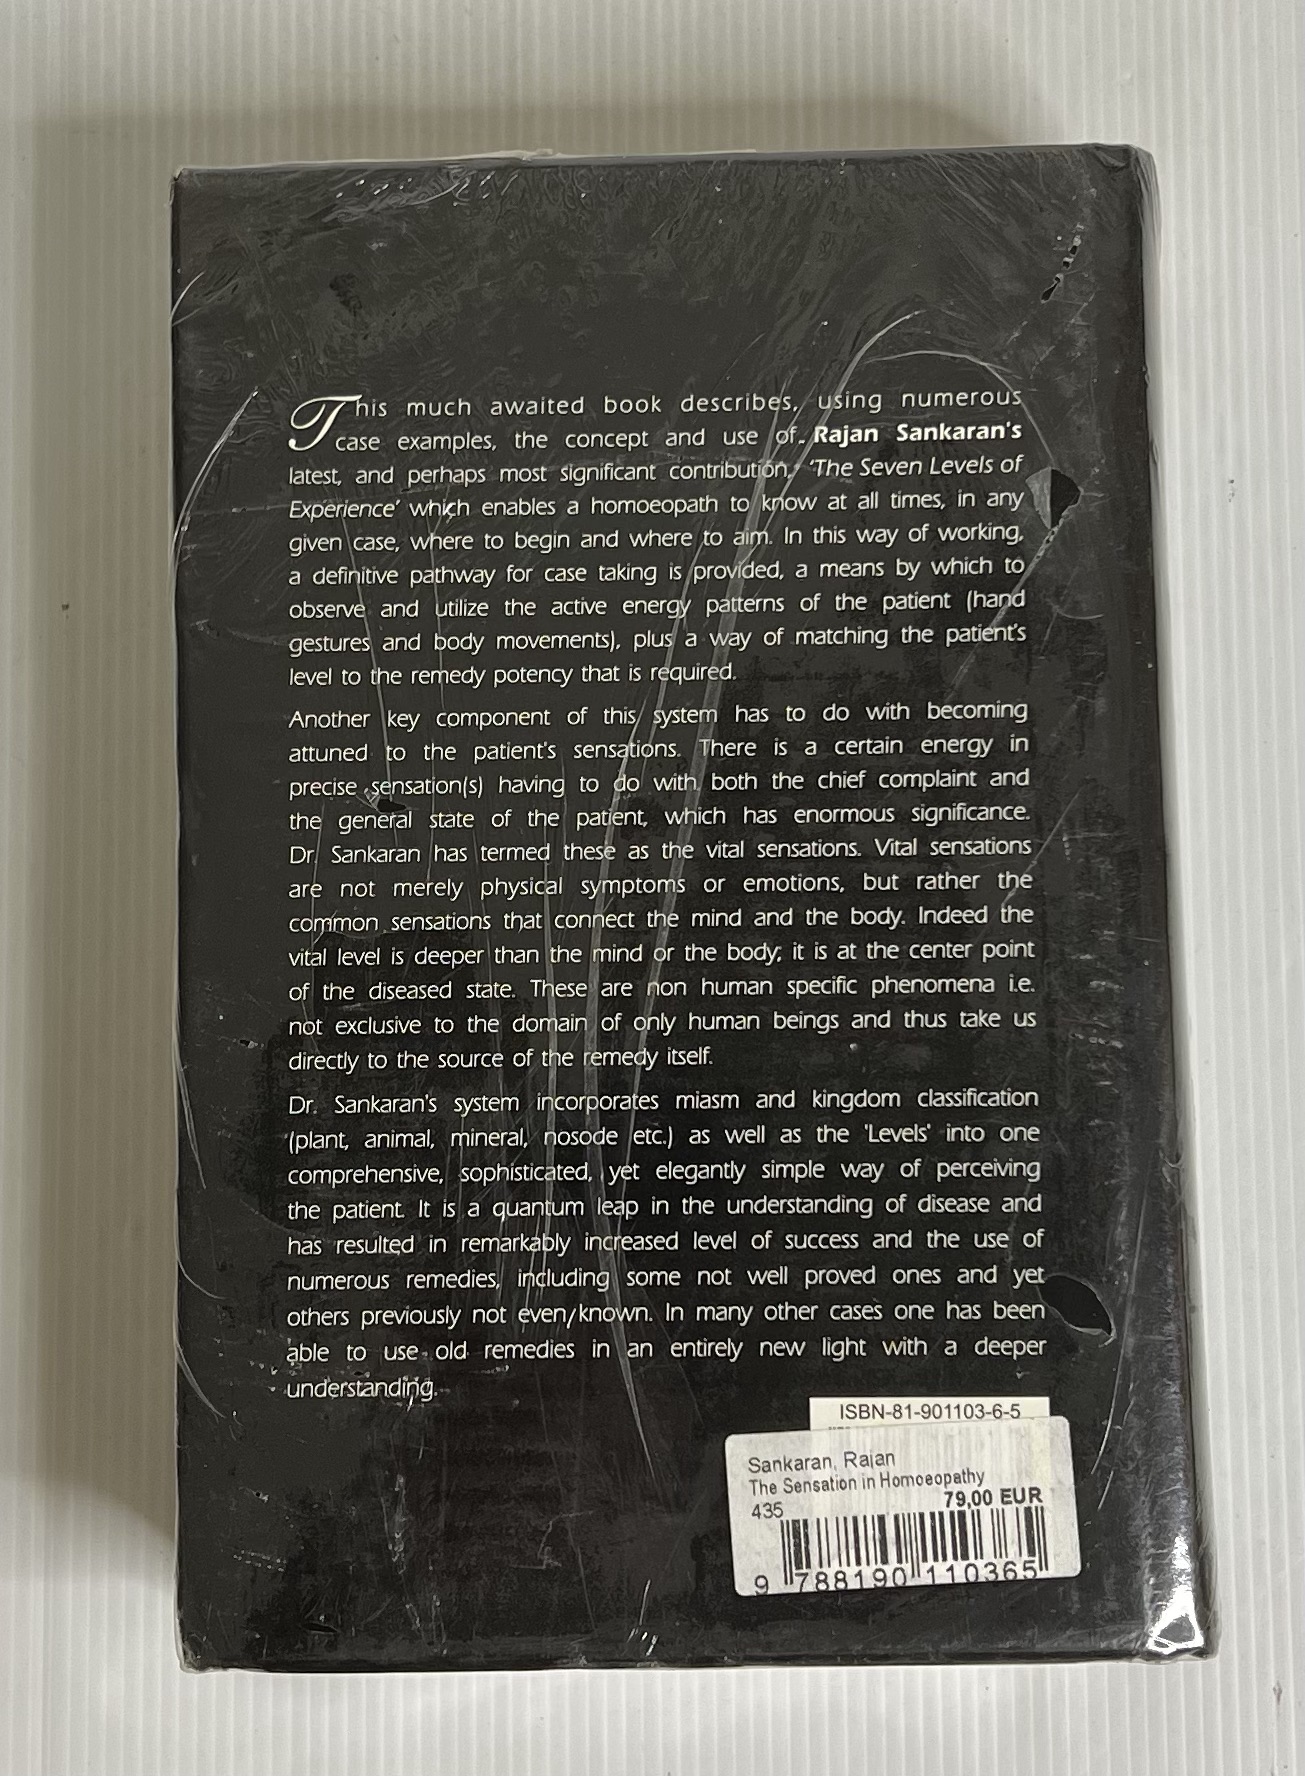 This much awaited book describes, using numerous
case examples, the concept and use of Rajan Sankaran's
latest, and perhaps most significant contribution, 'The Seven Levels of
Experience' which enables a homoeopath to know at all times, in any
given case, where to begin and where to aim. In this way of working,
a definitive pathway for case taking is provided, a means by which to
observe and utilize the active energy patterns of the patient (hand
gestures and body movements), plus a way of matching the patient's
level to the remedy potency that is required.
Another key component of this system has to do with becoming
attuned to the patient's sensations. There is a certain energy in
precise sensation(s) having to do with both the chief complaint and
the general state of the patient, which has enormous significance.
Dr. Sankaran has termed these as the vital sensations. Vital sensations
are not merely physical symptoms or emotions, but rather the
common sensations that connect the mind and the body. Indeed the
vital level is deeper than the mind or the body; it is at the center point
of the diseased state. These are non human specific phenomena i.e.
not exclusive to the domain of only human beings and thus take us
directly to the source of the remedy itself.
Dr. Sankaran's system incorporates miasm and kingdom classification
(plant, animal, mineral, nosode etc.) as well as the 'Levels' into one
comprehensive, sophisticated, yet elegantly simple way of perceiving
the patient. It is a quantum leap in the understanding of disease and
has resulted in remarkably increased level of success and the use of
numerous remedies, including some not well proved ones and yet
others previously not even/known. In many other cases one has been
able to use old remedies in an entirely new light with a deeper
understanding.
ISBN-81-901103-6-5
Sankaran, Rajan
The Sensation in Homoeopathy
435 79,00 EUR
9 788190 110365